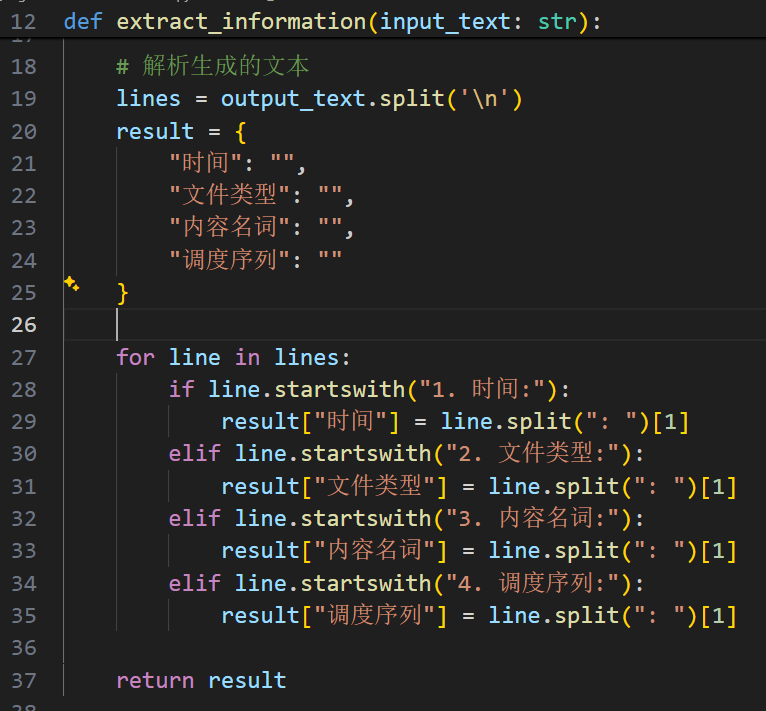 12 def extract_information(input_text: str):
18 # 解析生成的文本
19 lines = output_text.split('\n')
20 result = {
21 "时间": "",
22 "文件类型": "",
23 "内容名词": "",
24 "调度序列": ""
25 }
26
27 for line in lines:
28 if line.startswith("1. 时间:"):
29 result["时间"] = line.split(": ")[1]
30 elif line.startswith("2. 文件类型:"):
31 result["文件类型"] = line.split(": ")[1]
32 elif line.startswith("3. 内容名词:"):
33 result["内容名词"] = line.split(": ")[1]
34 elif line.startswith("4. 调度序列:"):
35 result["调度序列"] = line.split(": ")[1]
36
37 return result